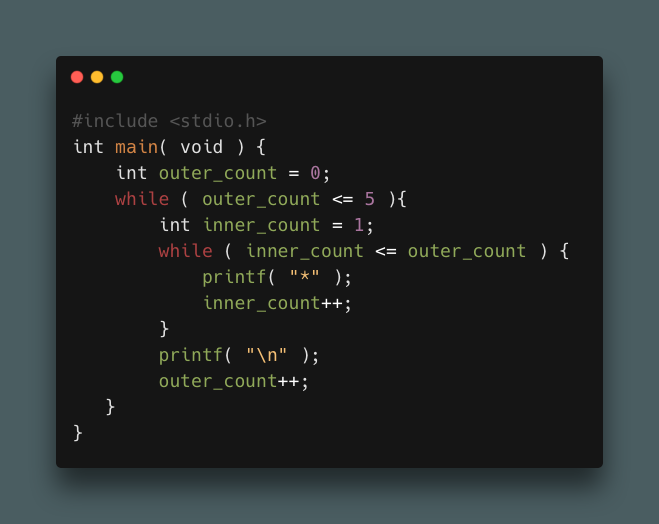 #include <stdio.h>
int main( void ) {
    int outer_count = 0;
    while ( outer_count <= 5 ){
        int inner_count = 1;
        while ( inner_count <= outer_count ) {
            printf( "*" );
            inner_count++;
        }
        printf( "\n" );
        outer_count++;
   }
}